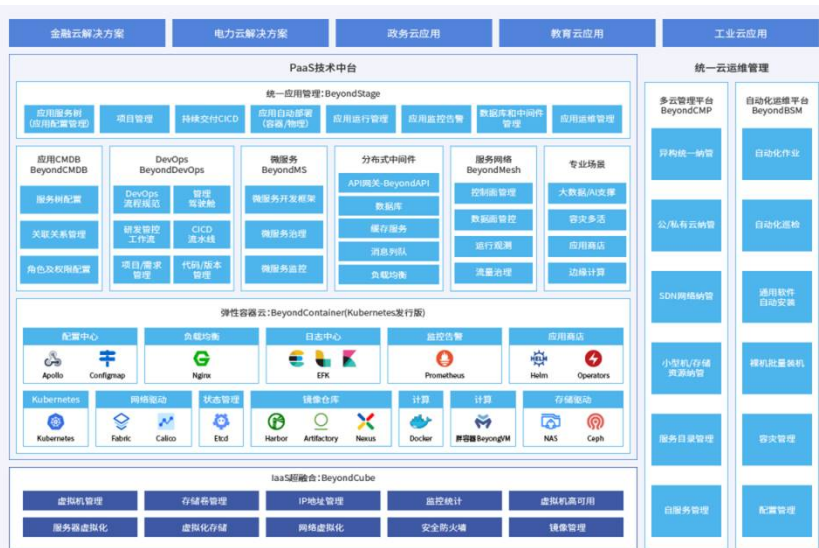 金融云解决方案
电力云解决方案
政务云应用
教育云应用
工业云应用
PaaS技术中台
统一应用管理:BeyondStage
应用服务树
(应用配置管理)
项目管理
持续交付CICD
应用自动部署
(容器/物理)
应用运行管理
应用监控告警
数据库和中间件
管理
应用运维管理
应用CMDB
BeyondCMDB
服务树配置
关联关系管理
角色及权限配置
DevOps
BeyondDevOps
DevOps
流程规范
管理
驾驶舱
研发管控
工作流
CICD
流水线
项目/需求
管理
代码/版本
管理
微服务
BeyondMS
微服务开发框架
微服务治理
微服务监控
分布式中间件
API网关-BeyondAPI
数据库
缓存服务
消息列队
负载均衡
服务网络
BeyondMesh
控制面管理
数据面管控
运行观测
流量治理
专业场景
大数据/AI支撑
容灾多活
应用商店
边缘计算
弹性容器云:BeyondContainer(Kubernetes发行版)
配置中心
Apollo
Configmap
负载均衡
Nginx
日志中心
EFK
监控告警
Prometheus
应用商店
HELM
Helm
Operators
Kubernetes
Kubernetes
网络驱动
Fabric
Calico
状态管理
Etcd
镜像仓库
Harbor
Artifactory
Nexus
计算
Docker
计算
胖容器BeyongVM
存储驱动
NAS
Ceph
IaaS超融合:BeyondCube
虚拟机管理
存储卷管理
IP地址管理
监控统计
虚拟机高可用
服务器虚拟化
虚拟化存储
网络虚拟化
安全防火墙
镜像管理
统一云运维管理
多云管理平台
BeyondCMP
异构统一纳管
公/私有云纳管
SDN网络纳管
小型机/存储
资源纳管
服务目录管理
自服务管理
自动化运维平台
BeyondBSM
自动化作业
自动化巡检
通用软件
自动安装
裸机批量装机
容灾管理
配置管理